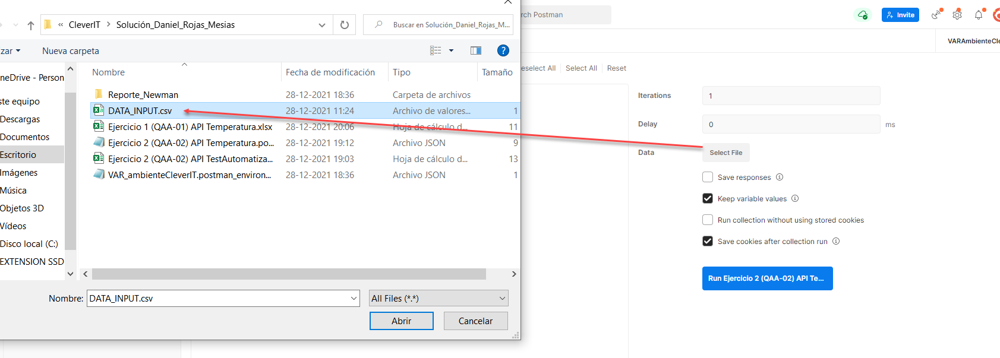 « CleverIT > Solución_Daniel_Rojas_Mesias
Buscar en Solución_Daniel_Rojas_M...
rch Postman
Invite
zar
Nueva carpeta
?
VARAmbienteCle
Nombre
Fecha de modificación
Tipo
Tamaño
eselect All
Select All
Reset
neDrive - Person
ste equipo
Descargas
Documentos
Escritorio
Imágenes
Música
Objetos 3D
Vídeos
Disco local (C:)
EXTENSION SSD
Reporte_Newman 28-12-2021 18:36 Carpeta de archivos
DATA_INPUT.csv 28-12-2021 11:24 Archivo de valores... 1
Ejercicio 1 (QAA-01) API Temperatura.xlsx 28-12-2021 20:06 Hoja de cálculo d... 11
Ejercicio 2 (QAA-02) API Temperatura.po... 28-12-2021 19:12 Archivo JSON 9
Ejercicio 2 (QAA-02) API TestAutomatiza... 28-12-2021 19:03 Hoja de cálculo d... 13
VAR_ambienteCleverIT.postman_environ... 28-12-2021 18:36 Archivo JSON 1
Iterations 1
Delay 0 ms
Data Select File
Save responses
Keep variable values
Run collection without using stored cookies
Save cookies after collection run
Run Ejercicio 2 (QAA-02) API Te...
Nombre: DATA_INPUT.csv
All Files (*.*)
Abrir
Cancelar